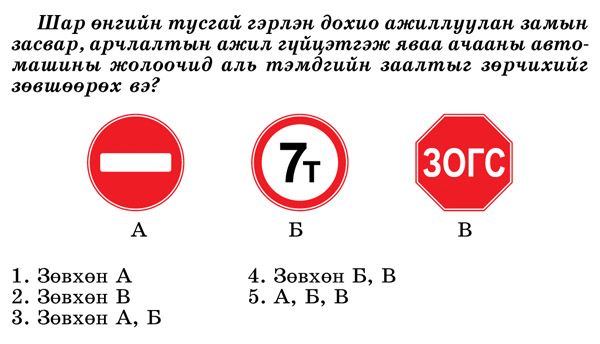 Шар өнгийн тусгай гэрлэн дохио ажиллуулан замын
засвар, арчлалтын ажил гүйцэтгэж яваа ачааны авто-
машины жолоочид аль тэмдгийн заалтыг зөрчихийг
зөвшөөрөх вэ?
7т
ЗОГС
А
Б
В
1. Зөвхөн А
2. Зөвхөн В
3. Зөвхөн А, Б
4. Зөвхөн Б, В
5. А, Б, В